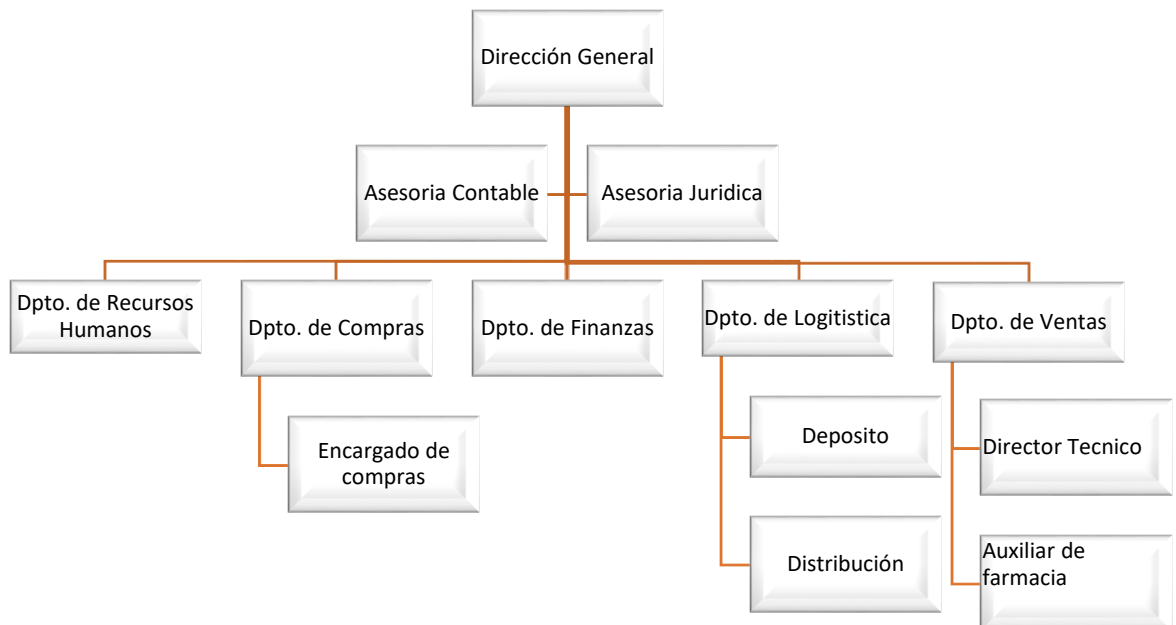 Dirección General
Asesoria Contable
Asesoria Juridica
Dpto. de Recursos
Humanos
Dpto. de Compras
Dpto. de Finanzas
Dpto. de Logitistica
Dpto. de Ventas
Encargado de
compras
Deposito
Distribución
Director Tecnico
Auxiliar de
farmacia